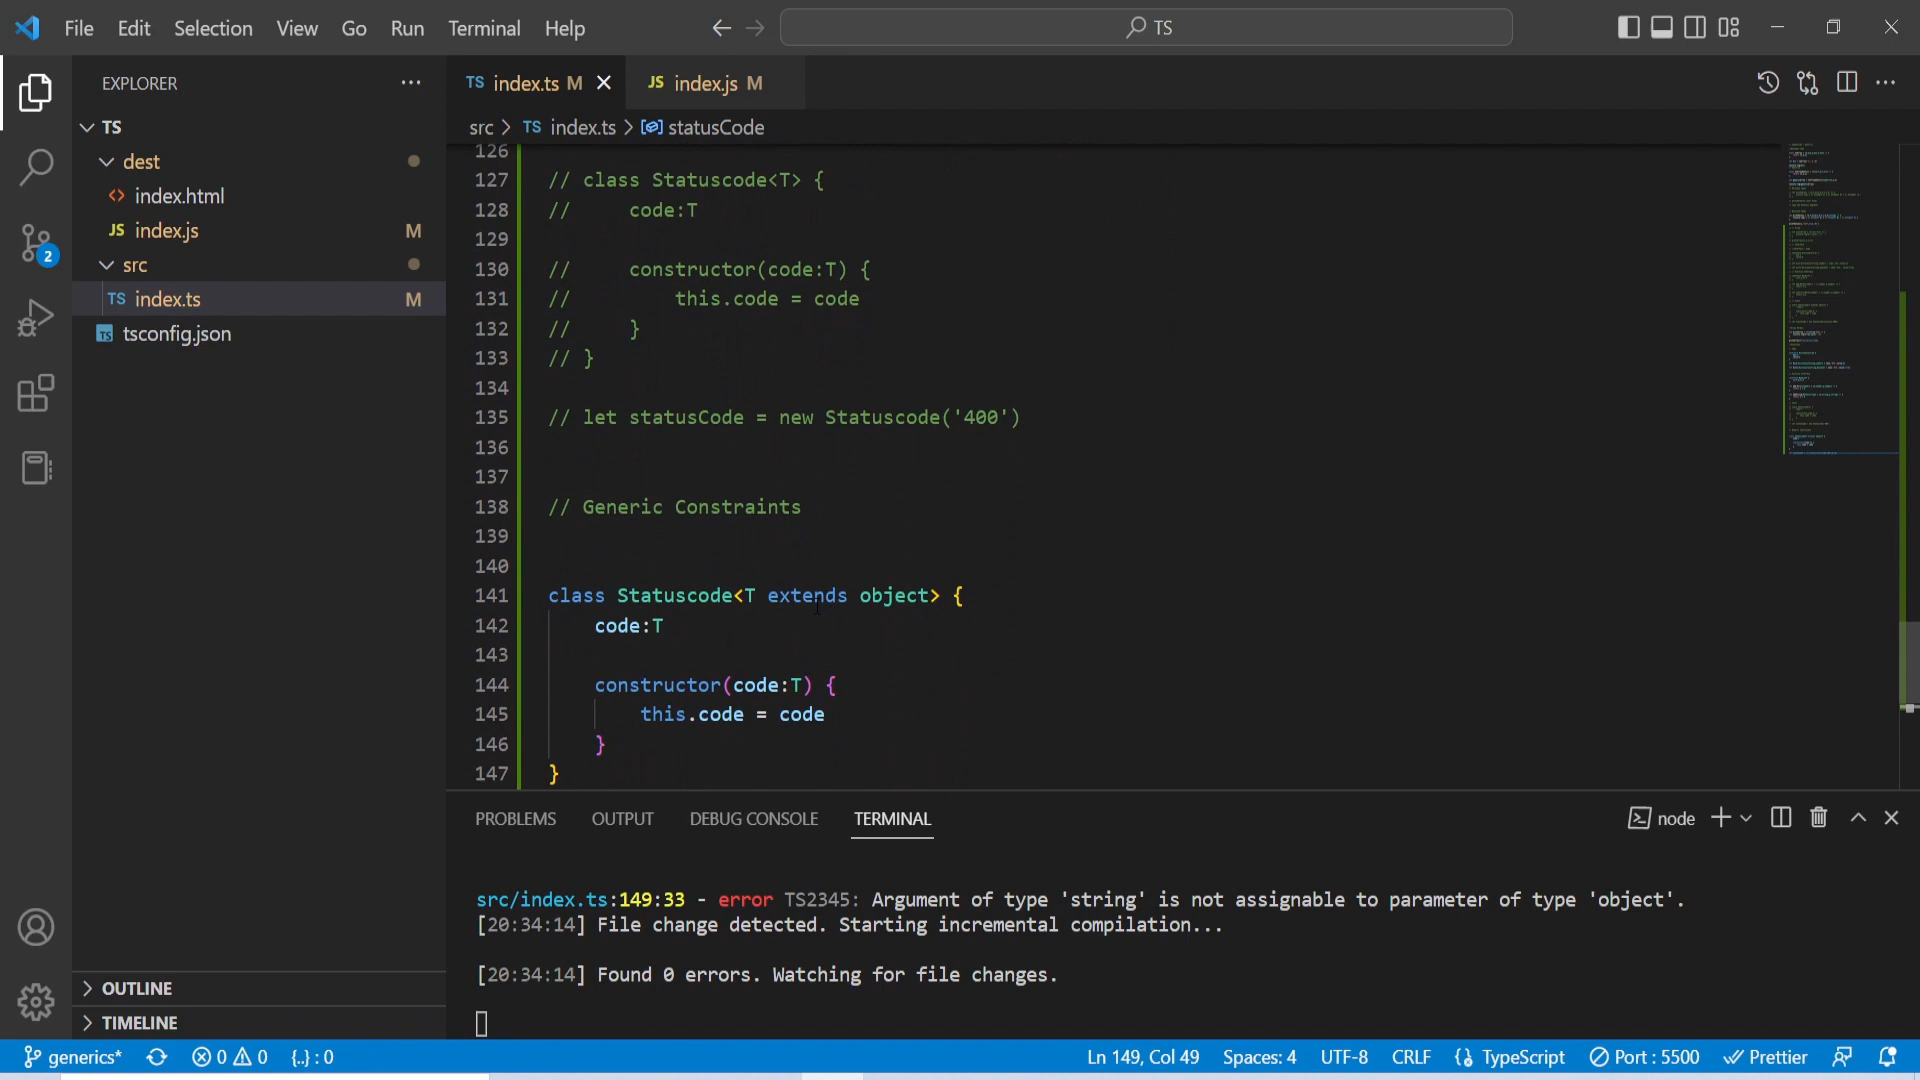 File Edit Selection View Go Run Terminal Help
TS
EXPLORER
TS
dest
index.html
JS index.js M
src
TS index.ts M
TS tsconfig.json
2
OUTLINE
TIMELINE
TS index.ts M
JS index.js M
src > TS index.ts > statusCode
126
127 // class Statuscode<T> {
128 //     code:T
129
130 //     constructor(code:T) {
131 //         this.code = code
132 //     }
133 // }
134
135 // let statusCode = new Statuscode('400')
136
137
138 // Generic Constraints
139
140
141 class Statuscode<T extends object> {
142     code:T
143
144     constructor(code:T) {
145         this.code = code
146     }
147 }
PROBLEMS OUTPUT DEBUG CONSOLE TERMINAL
node
src/index.ts:149:33 - error TS2345: Argument of type 'string' is not assignable to parameter of type 'object'.
[20:34:14] File change detected. Starting incremental compilation...
[20:34:14] Found 0 errors. Watching for file changes.
generics* 0 0 {..} : 0 Ln 149, Col 49 Spaces: 4 UTF-8 CRLF TypeScript Port : 5500 Prettier